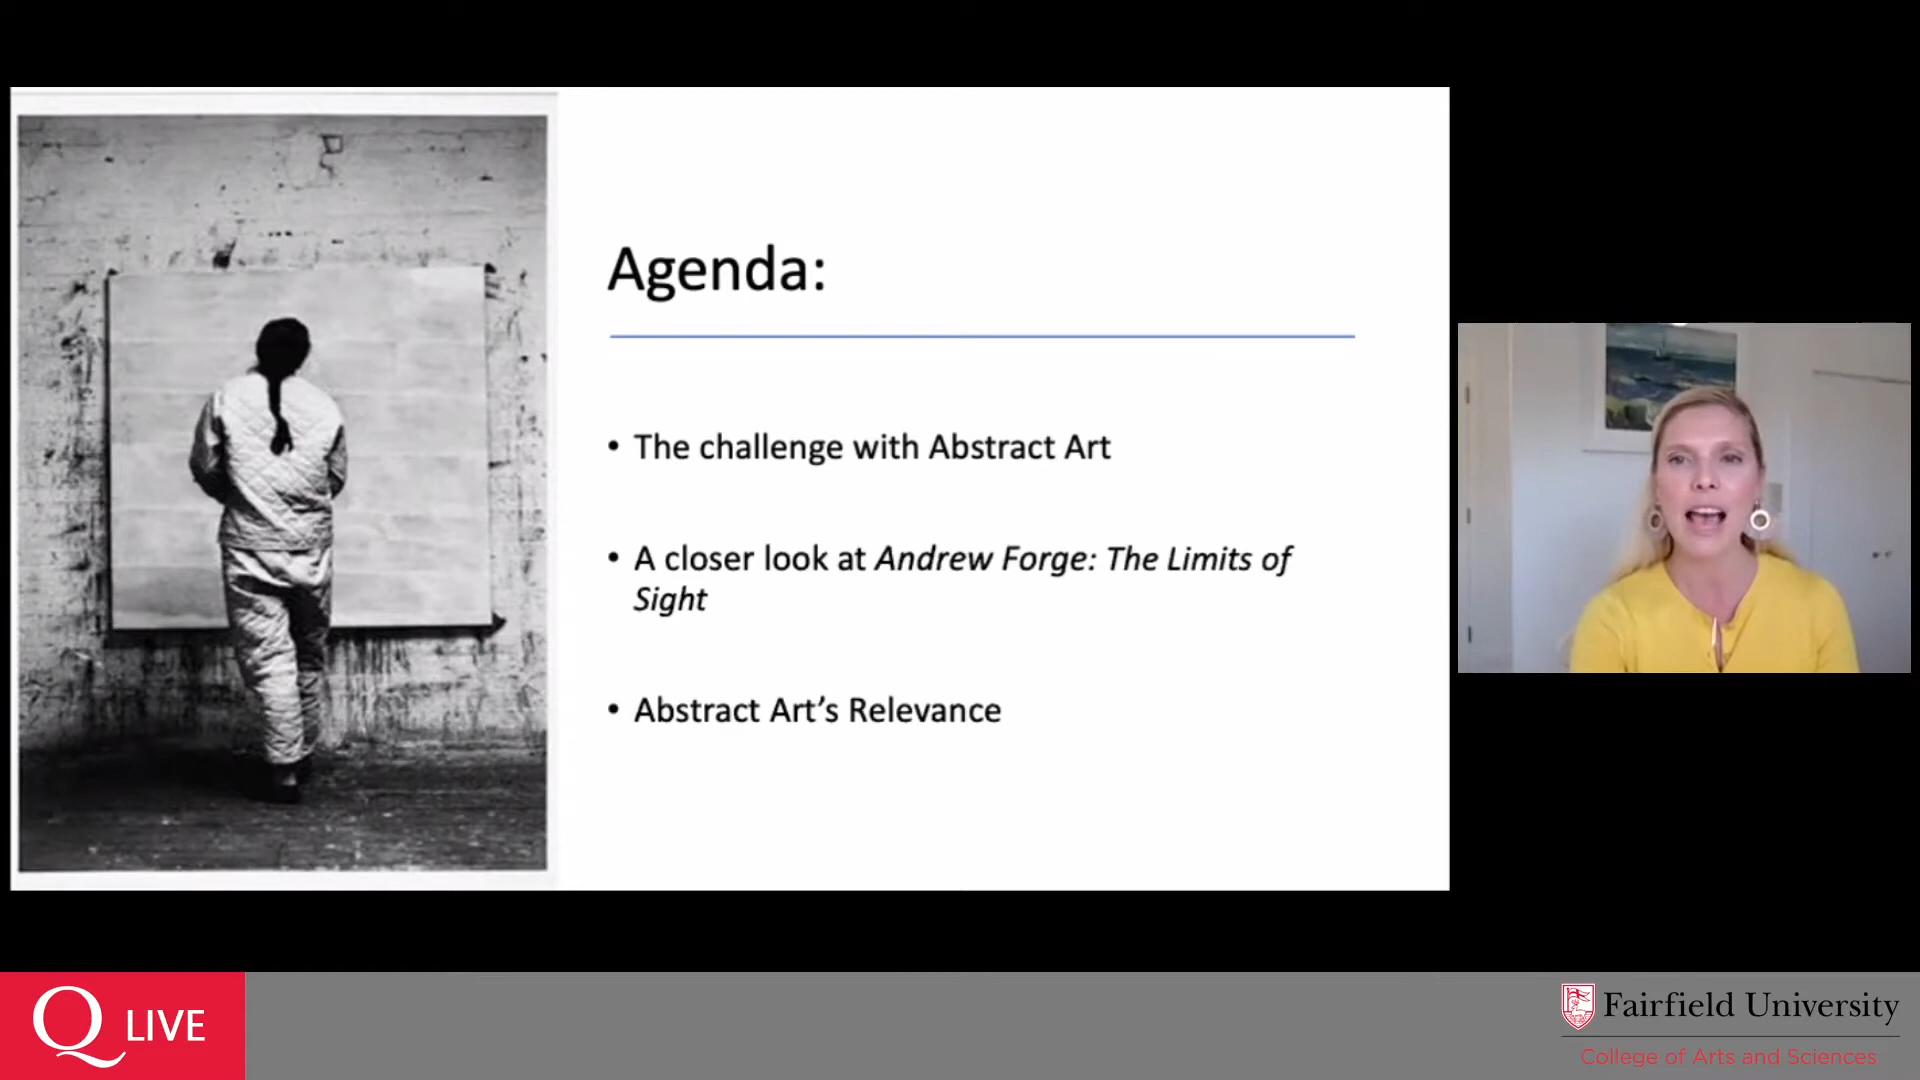 Agenda:
• The challenge with Abstract Art
• A closer look at Andrew Forge: The Limits of
Sight
• Abstract Art’s Relevance
Q LIVE
Fairfield University
College of Arts and Sciences